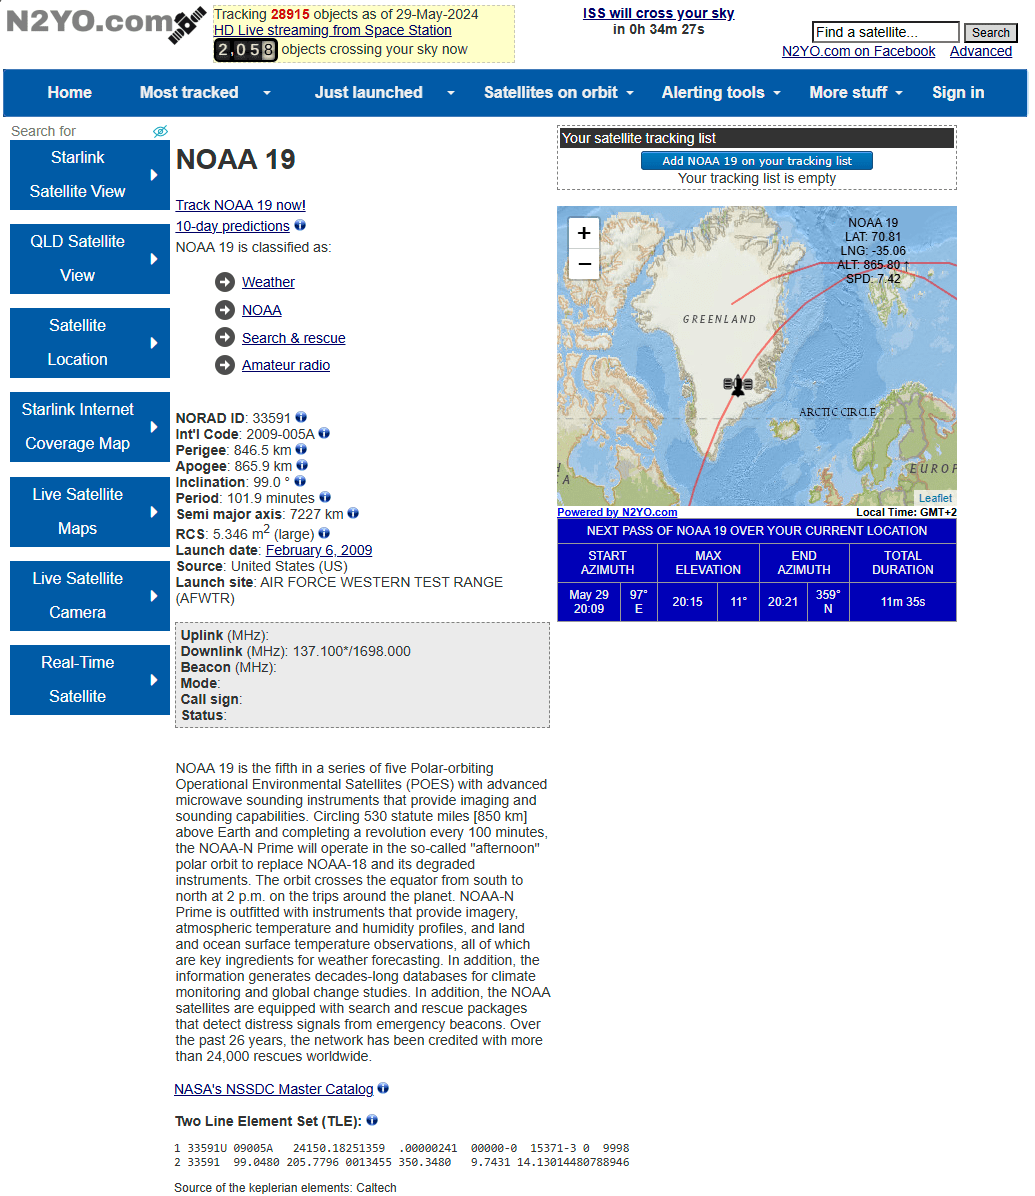 N2YO.com
Tracking 28915 objects as of 29-May-2024
HD Live streaming from Space Station
2,058 objects crossing your sky now
ISS will cross your sky
in 0h 34m 27s
Find a satellite... Search
N2YO.com on Facebook Advanced
Home Most tracked Just launched Satellites on orbit Alerting tools More stuff Sign in
Search for
Starlink
Satellite View
QLD Satellite
View
Satellite
Location
Starlink Internet
Coverage Map
Live Satellite
Maps
Live Satellite
Camera
Real-Time
Satellite
NOAA 19
Track NOAA 19 now!
10-day predictions
NOAA 19 is classified as:
Weather
NOAA
Search & rescue
Amateur radio
NORAD ID: 33591
Int'l Code: 2009-005A
Perigee: 846.5 km
Apogee: 865.9 km
Inclination: 99.0 °
Period: 101.9 minutes
Semi major axis: 7227 km
RCS: 5.346 m2 (large)
Launch date: February 6, 2009
Source: United States (US)
Launch site: AIR FORCE WESTERN TEST RANGE
(AFWTR)
Uplink (MHz):
Downlink (MHz): 137.100*/1698.000
Beacon (MHz):
Mode:
Call sign:
Status:
NOAA 19 is the fifth in a series of five Polar-orbiting
Operational Environmental Satellites (POES) with advanced
microwave sounding instruments that provide imaging and
sounding capabilities. Circling 530 statute miles [850 km]
above Earth and completing a revolution every 100 minutes,
the NOAA-N Prime will operate in the so-called "afternoon"
polar orbit to replace NOAA-18 and its degraded
instruments. The orbit crosses the equator from south to
north at 2 p.m. on the trips around the planet. NOAA-N
Prime is outfitted with instruments that provide imagery,
atmospheric temperature and humidity profiles, and land
and ocean surface temperature observations, all of which
are key ingredients for weather forecasting. In addition, the
information generates decades-long databases for climate
monitoring and global change studies. In addition, the NOAA
satellites are equipped with search and rescue packages
that detect distress signals from emergency beacons. Over
the past 26 years, the network has been credited with more
than 24,000 rescues worldwide.
NASA's NSSDC Master Catalog
Two Line Element Set (TLE):
1 33591U 09005A   24150.18251359  .00000241  00000-0  15371-3 0  9998
2 33591  99.0480 205.7796 0013455 350.3480   9.7431 14.13014480788946
Source of the keplerian elements: Caltech
Your satellite tracking list
Add NOAA 19 on your tracking list
Your tracking list is empty
+
−
NOAA 19
LAT: 70.81
LNG: -35.06
ALT: 865.80 ↑
SPD: 7.42
GREENLAND
ARCTIC CIRCLE
EUROP
A
Leaflet
Powered by N2YO.com Local Time: GMT+2
NEXT PASS OF NOAA 19 OVER YOUR CURRENT LOCATION
START AZIMUTH MAX ELEVATION END AZIMUTH TOTAL DURATION
May 29 20:09 97° E 20:15 11° 20:21 359° N 11m 35s